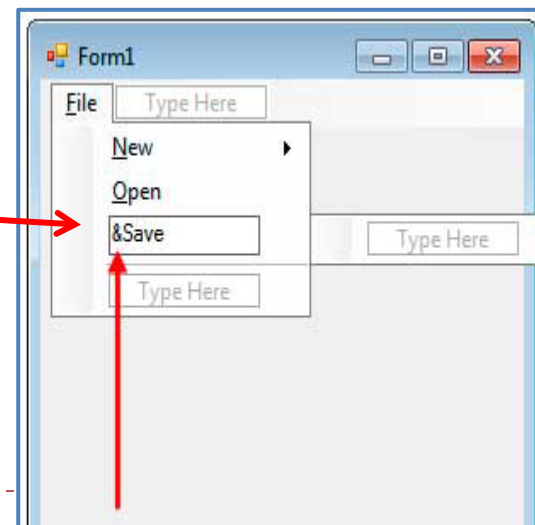 Form1
File Type Here
New
Open
&Save Type Here
Type Here